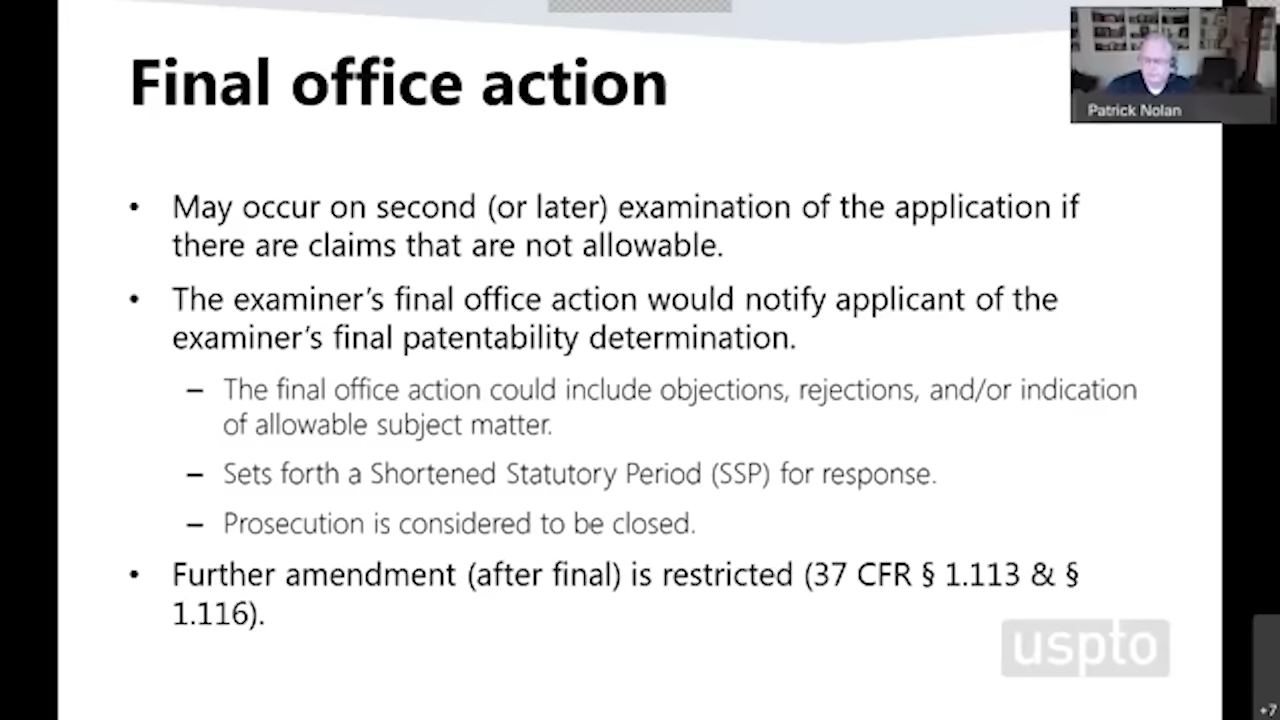 Final office action
Patrick Nolan
• May occur on second (or later) examination of the application if
there are claims that are not allowable.
• The examiner’s final office action would notify applicant of the
examiner’s final patentability determination.
– The final office action could include objections, rejections, and/or indication
of allowable subject matter.
– Sets forth a Shortened Statutory Period (SSP) for response.
– Prosecution is considered to be closed.
• Further amendment (after final) is restricted (37 CFR § 1.113 & §
1.116).
uspto
+7